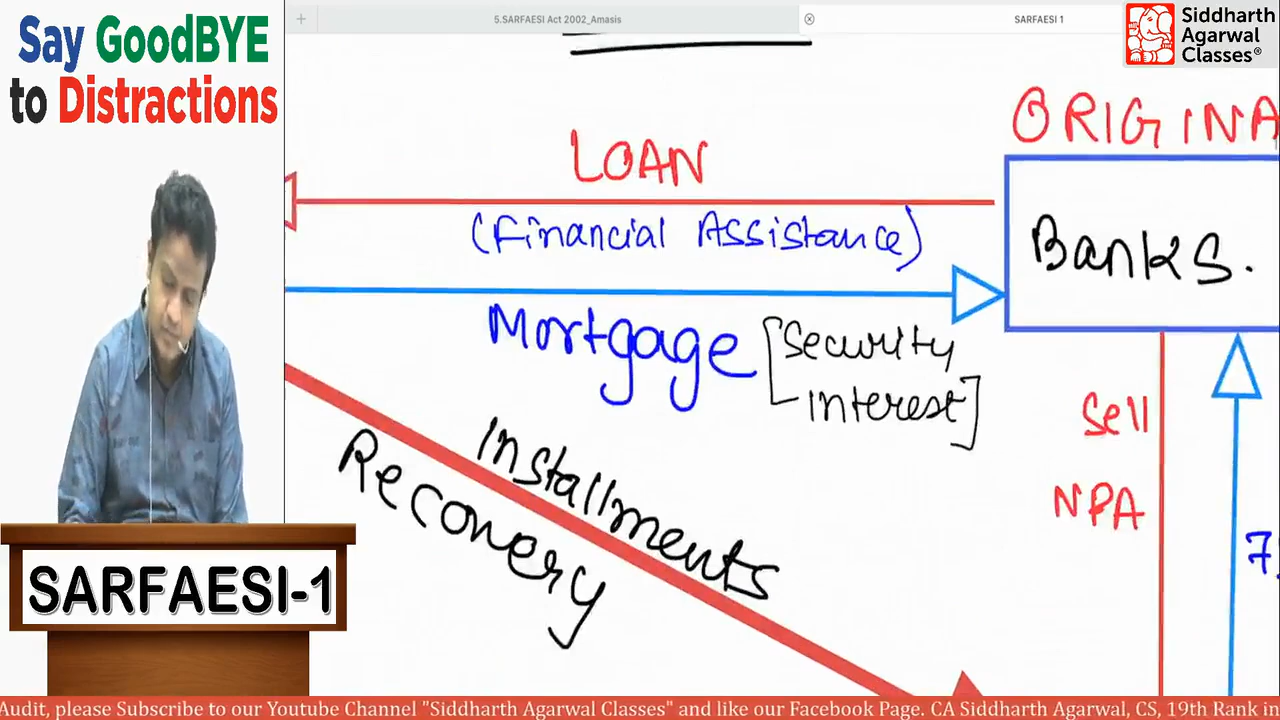 5.SARFAESI Act 2002_Amasis
SARFAESI 1
Siddharth
Agarwal
Classes®
Say GoodBYE
to Distractions
ORIGINA
LOAN
(Financial Assistance)
Banks.
Mortgage [Security
Interest]
Sell
NPA
Installments
Recovery
SARFAESI-1
Audit, please Subscribe to our Youtube Channel "Siddharth Agarwal Classes" and like our Facebook Page. CA Siddharth Agarwal, CS, 19th Rank in